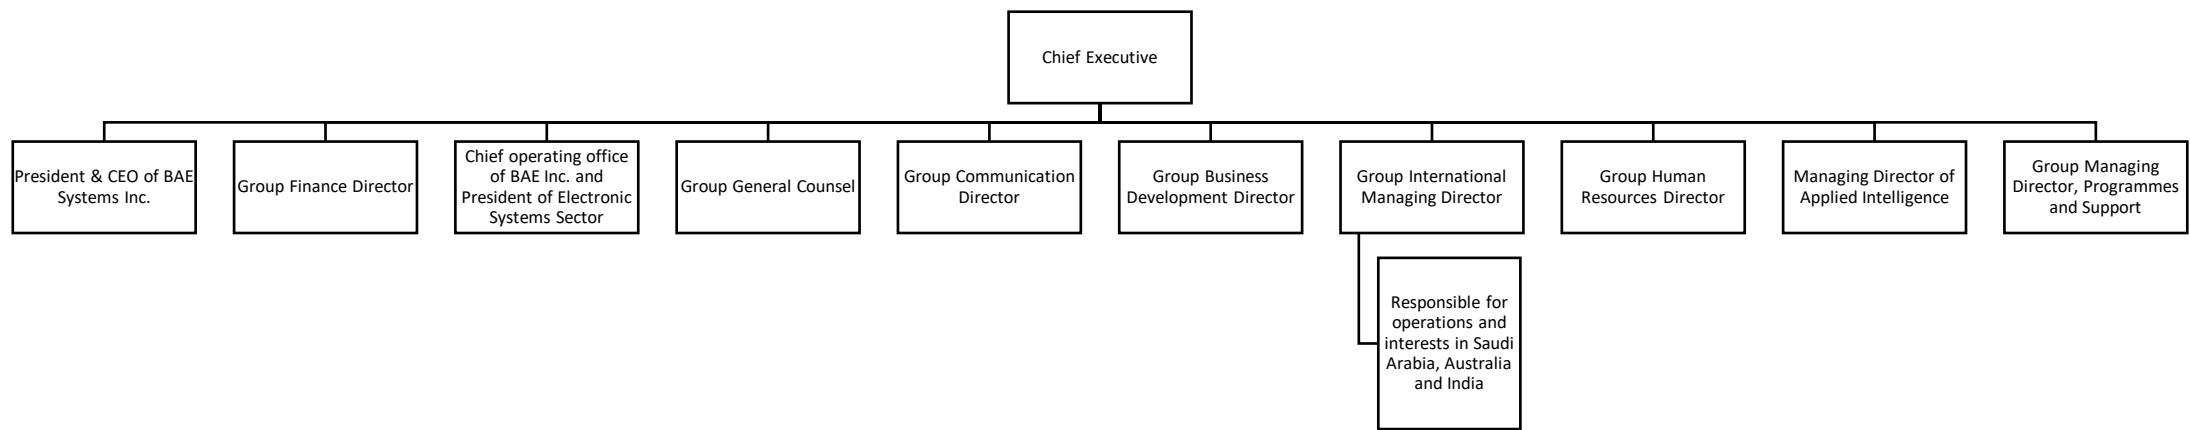 Chief Executive
President & CEO of BAE
Systems Inc.
Group Finance Director
Chief operating office
of BAE Inc. and
President of Electronic
Systems Sector
Group General Counsel
Group Communication
Director
Group Business
Development Director
Group International
Managing Director
Group Human
Resources Director
Managing Director of
Applied Intelligence
Group Managing
Director, Programmes
and Support
Responsible for
operations and
interests in Saudi
Arabia, Australia
and India